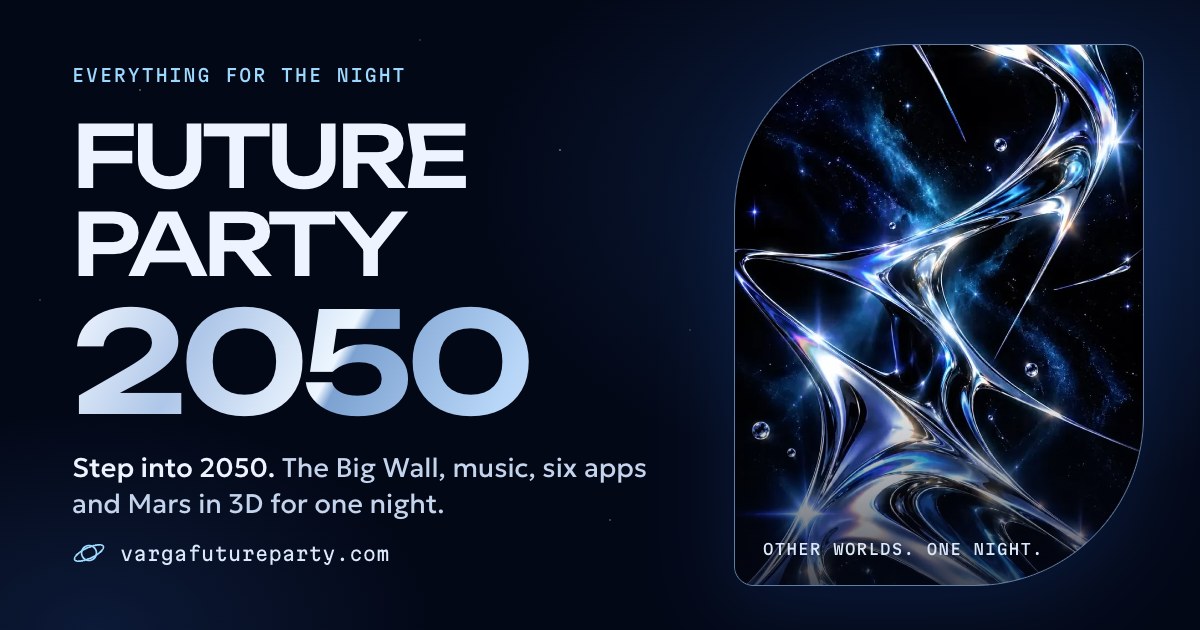 EVERYTHING FOR THE NIGHT
FUTURE
PARTY
2050
Step into 2050. The Big Wall, music, six apps
and Mars in 3D for one night.
vargafutureparty.com
OTHER WORLDS. ONE NIGHT.